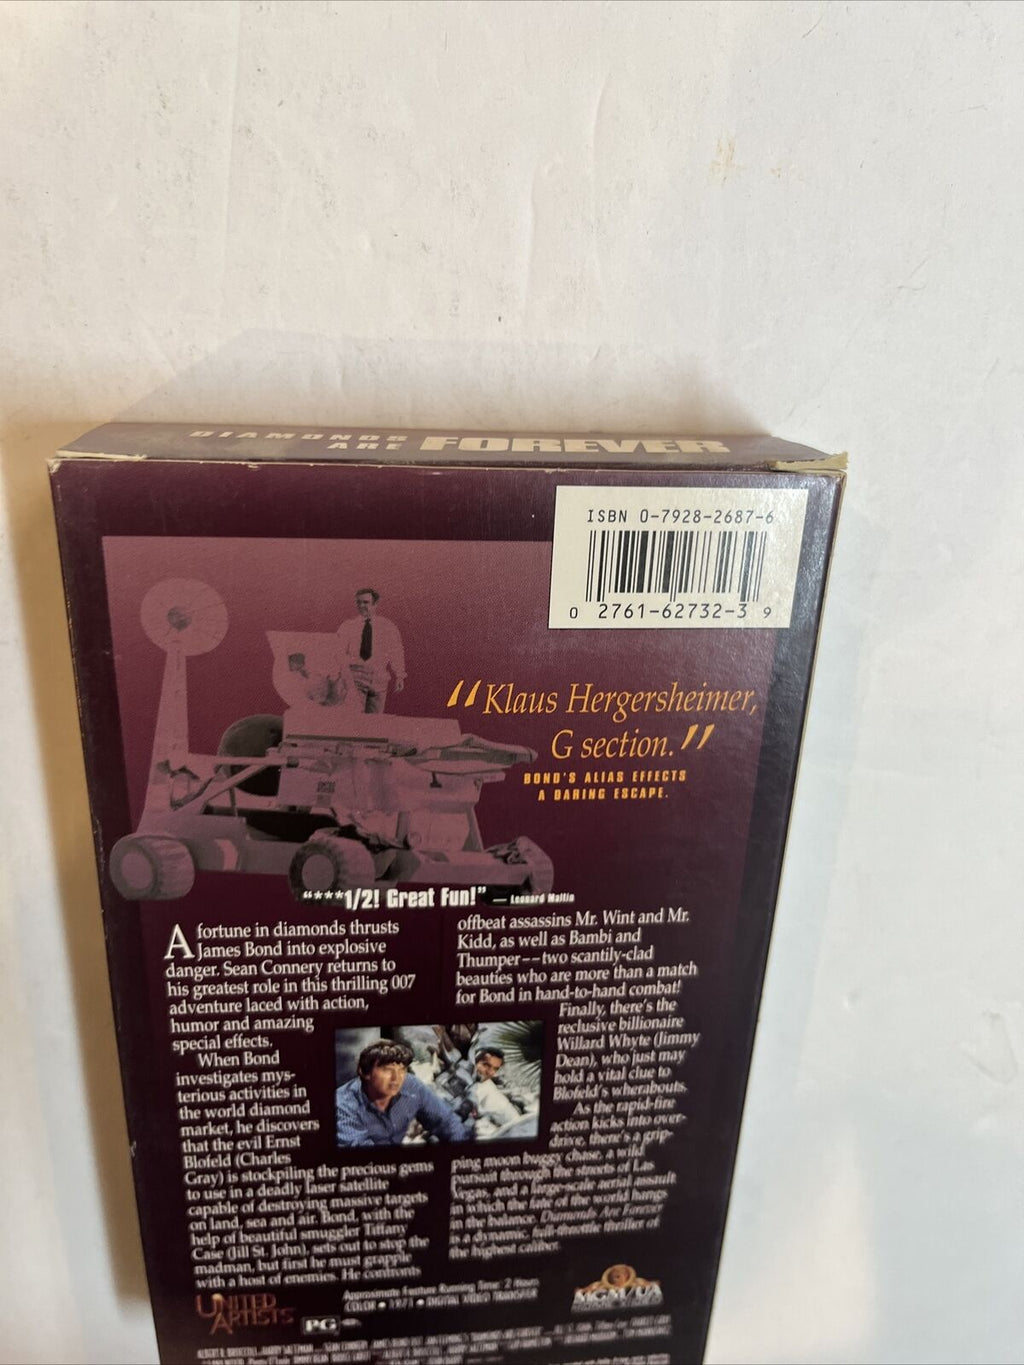 DIAMONDS
ARE FOREVER
ISBN 0-7928-2687-6
0 2761-62732-3 9
"Klaus Hergersheimer,
G section."
BOND'S ALIAS EFFECTS
A DARING ESCAPE.
"***1/2! Great Fun!" — Leonard Maltin
A fortune in diamonds thrusts
James Bond into explosive
danger. Sean Connery returns to
his greatest role in this thrilling 007
adventure laced with action,
humor and amazing
special effects.
When Bond
investigates mys-
terious activities in
the world diamond
market, he discovers
that the evil Ernst
Blofeld (Charles
Gray) is stockpiling the precious gems
to use in a deadly laser satellite
capable of destroying massive targets
on land, sea and air. Bond, with the
help of beautiful smuggler Tiffany
Case (Jill St. John), sets out to stop the
madman, but first he must grapple
with a host of enemies. He confronts
offbeat assassins Mr. Wint and Mr.
Kidd, as well as Bambi and
Thumper--two scantily-clad
beauties who are more than a match
for Bond in hand-to-hand combat!
Finally, there's the
reclusive billionaire
Willard Whyte (Jimmy
Dean), who just may
hold a vital clue to
Blofeld's wherabouts.
As the rapid-fire
action kicks into over-
drive, there's a grip-
ping moon buggy chase, a wild
pursuit through the streets of Las
Vegas, and a large-scale aerial assault
in which the fate of the world hangs
in the balance. Diamonds Are Forever
is a dynamic, full-throttle thriller of
the highest caliber.
Approximate Feature Running Time: 2 Hours
COLOR • 1971 • DIGITAL VIDEO TRANSFER
UNITED
ARTISTS
PG
MGM/UA